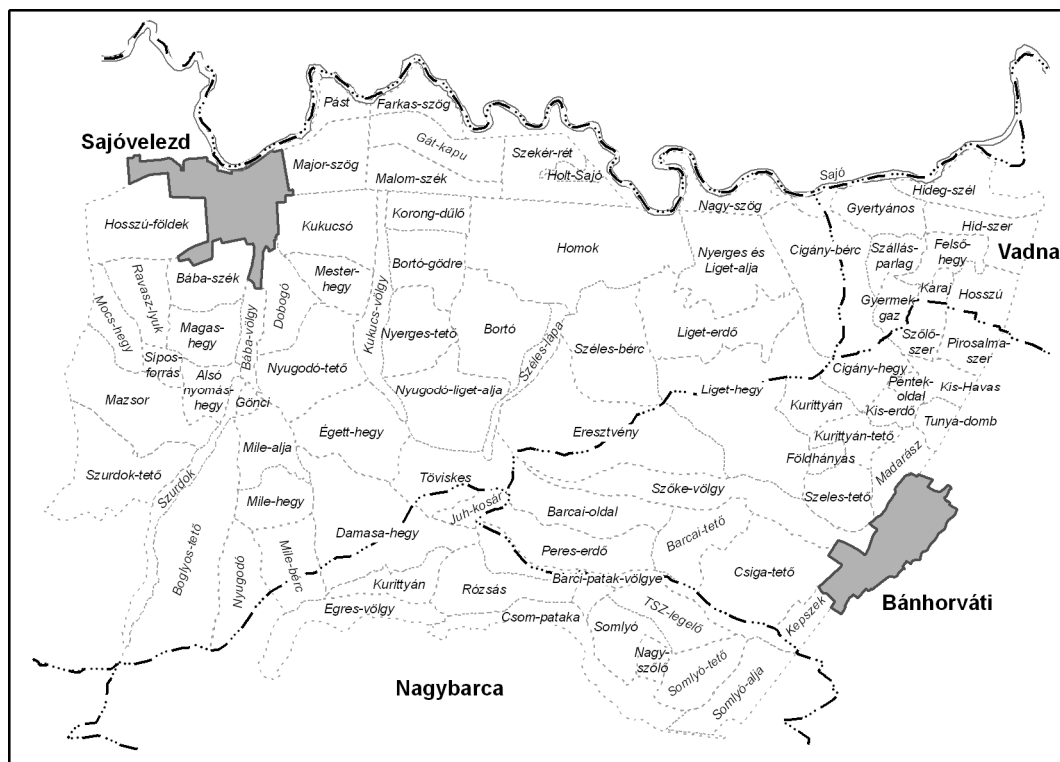 Pást
Farkas-szög
Sajóvelezd
Gát-kapu
Szekér-rét
Major-szög
Holt-Sajó
Malom-szék
Sajó
Hideg-szél
Nagy-szög
Gyertyános
Korong-dűlő
Hosszú-földek
Kukucsó
Hid-szer
Homok
Cigány-bérc
Szállás-
parlag
Felső-
hegy
Vadna
Nyerges és
Liget-alja
Bába-szék
Ravasz-lyuk
Mester-
hegy
Bortó-gödre
Dobogó
Karaj
Hosszú
Mocs-hegy
Kukucs-völgy
Gyermek-
gaz
Magas-
hegy
Bába-völgy
Nyerges-tető
Bortó
Széles-lápa
Liget-erdő
Szőlő-
szer
Pirosalma-
szer
Sipos-
forrás
Nyugodó-tető
Széles-bérc
Cigány-hegy
Alsó
nyomás-
hegy
Nyugodó-liget-alja
Liget-hegy
Péntek-
oldal
Kis-Havas
Mazsor
Gönci
Kurittyán
Kis-erdő
Tunya-domb
Égett-hegy
Eresztvény
Kurittyán-tető
Mile-alja
Földhányas
Madarász
Szurdok-tető
Szurdok
Töviskes
Szőke-völgy
Szeles-tető
Mile-hegy
Juh-kosár
Barcai-oldal
Damasa-hegy
Barcai-tető
Boglyos-tető
Nyugodó
Mile-bérc
Peres-erdő
Csiga-tető
Kurittyán
Rózsás
Barci-patak-völgye
Egres-völgy
Csom-pataka
TSZ-legelő
Kepszek
Bánhorváti
Somlyó
Nagy-
szőlő
Somlyó-tető
Somlyó-alja
Nagybarca